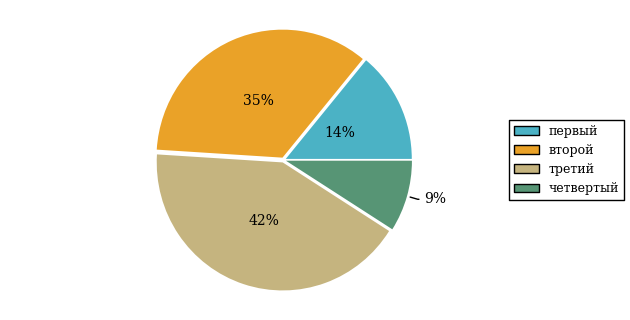 35%
14%
42%
9%
первый
второй
третий
четвертый